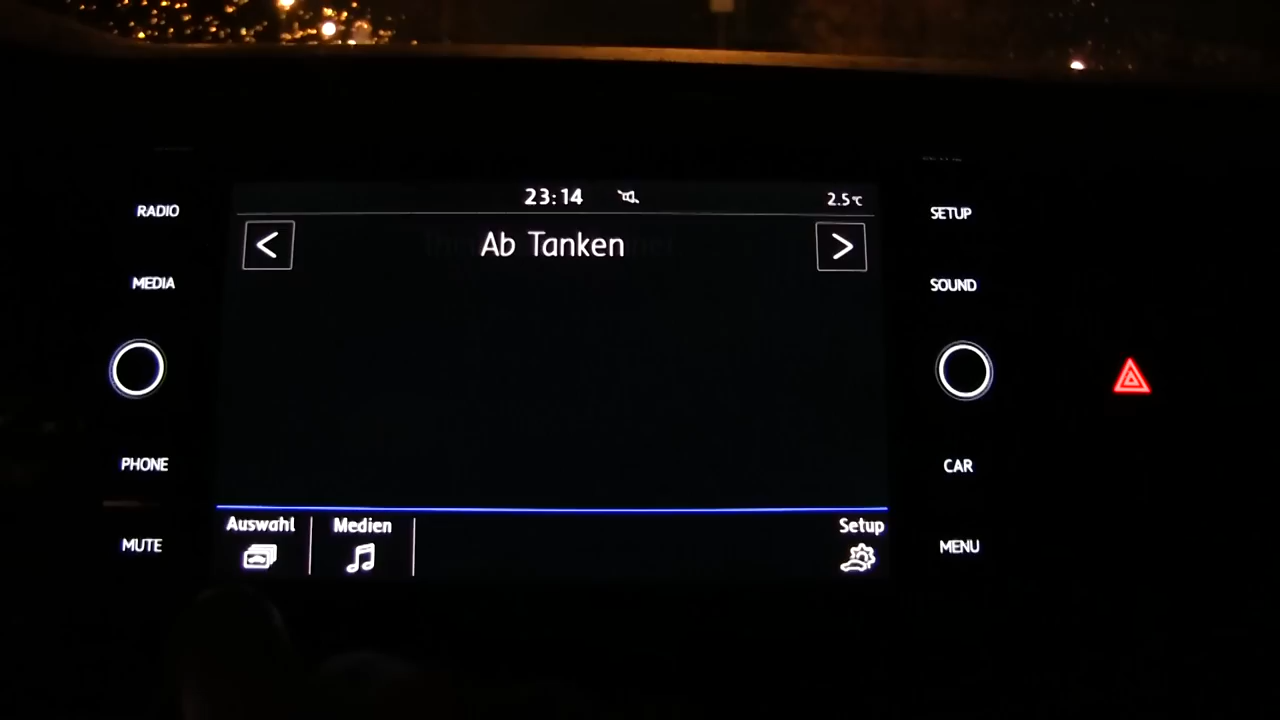 23:14
2.5°C
Ab Tanken
RADIO
MEDIA
PHONE
MUTE
SETUP
SOUND
CAR
MENU
Auswahl
Medien
Setup